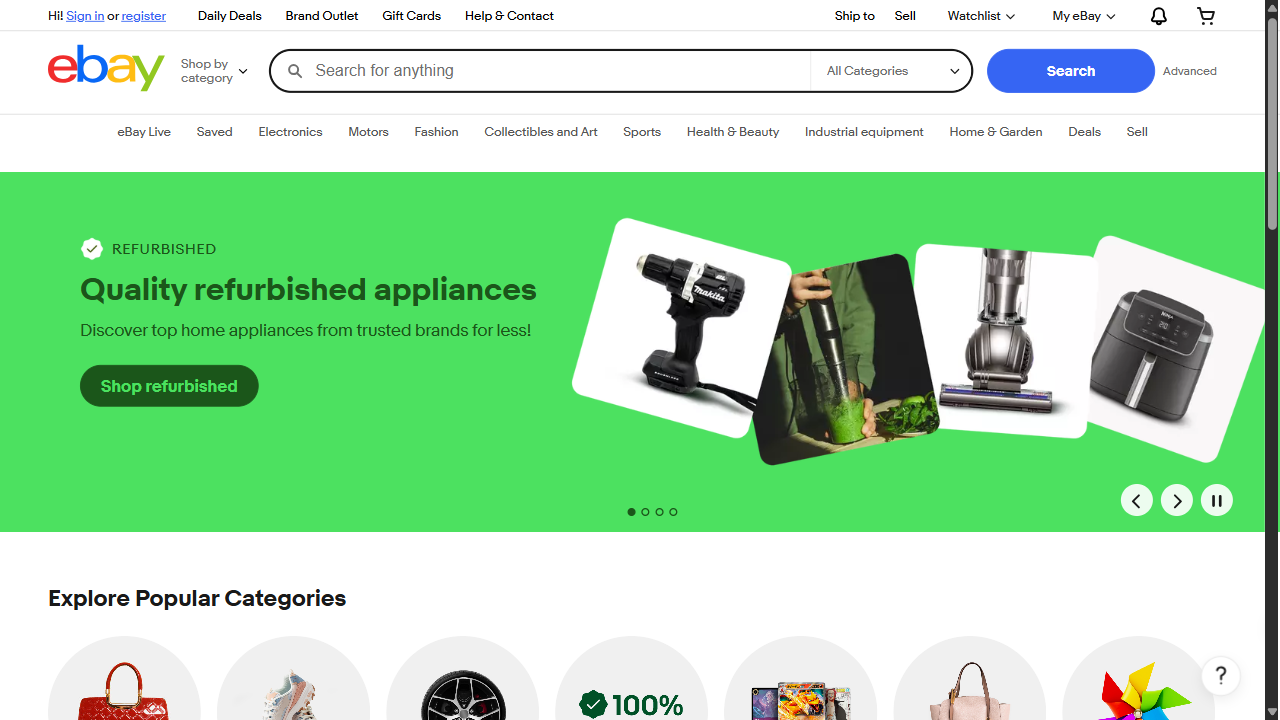 Hi! Sign in or register
Daily Deals
Brand Outlet
Gift Cards
Help & Contact
Ship to
Sell
Watchlist
My eBay
ebay
Shop by
category
Search for anything
All Categories
Search
Advanced
eBay Live
Saved
Electronics
Motors
Fashion
Collectibles and Art
Sports
Health & Beauty
Industrial equipment
Home & Garden
Deals
Sell
REFURBISHED
Quality refurbished appliances
Discover top home appliances from trusted brands for less!
Shop refurbished
makita
NINJA
Explore Popular Categories
100%
?